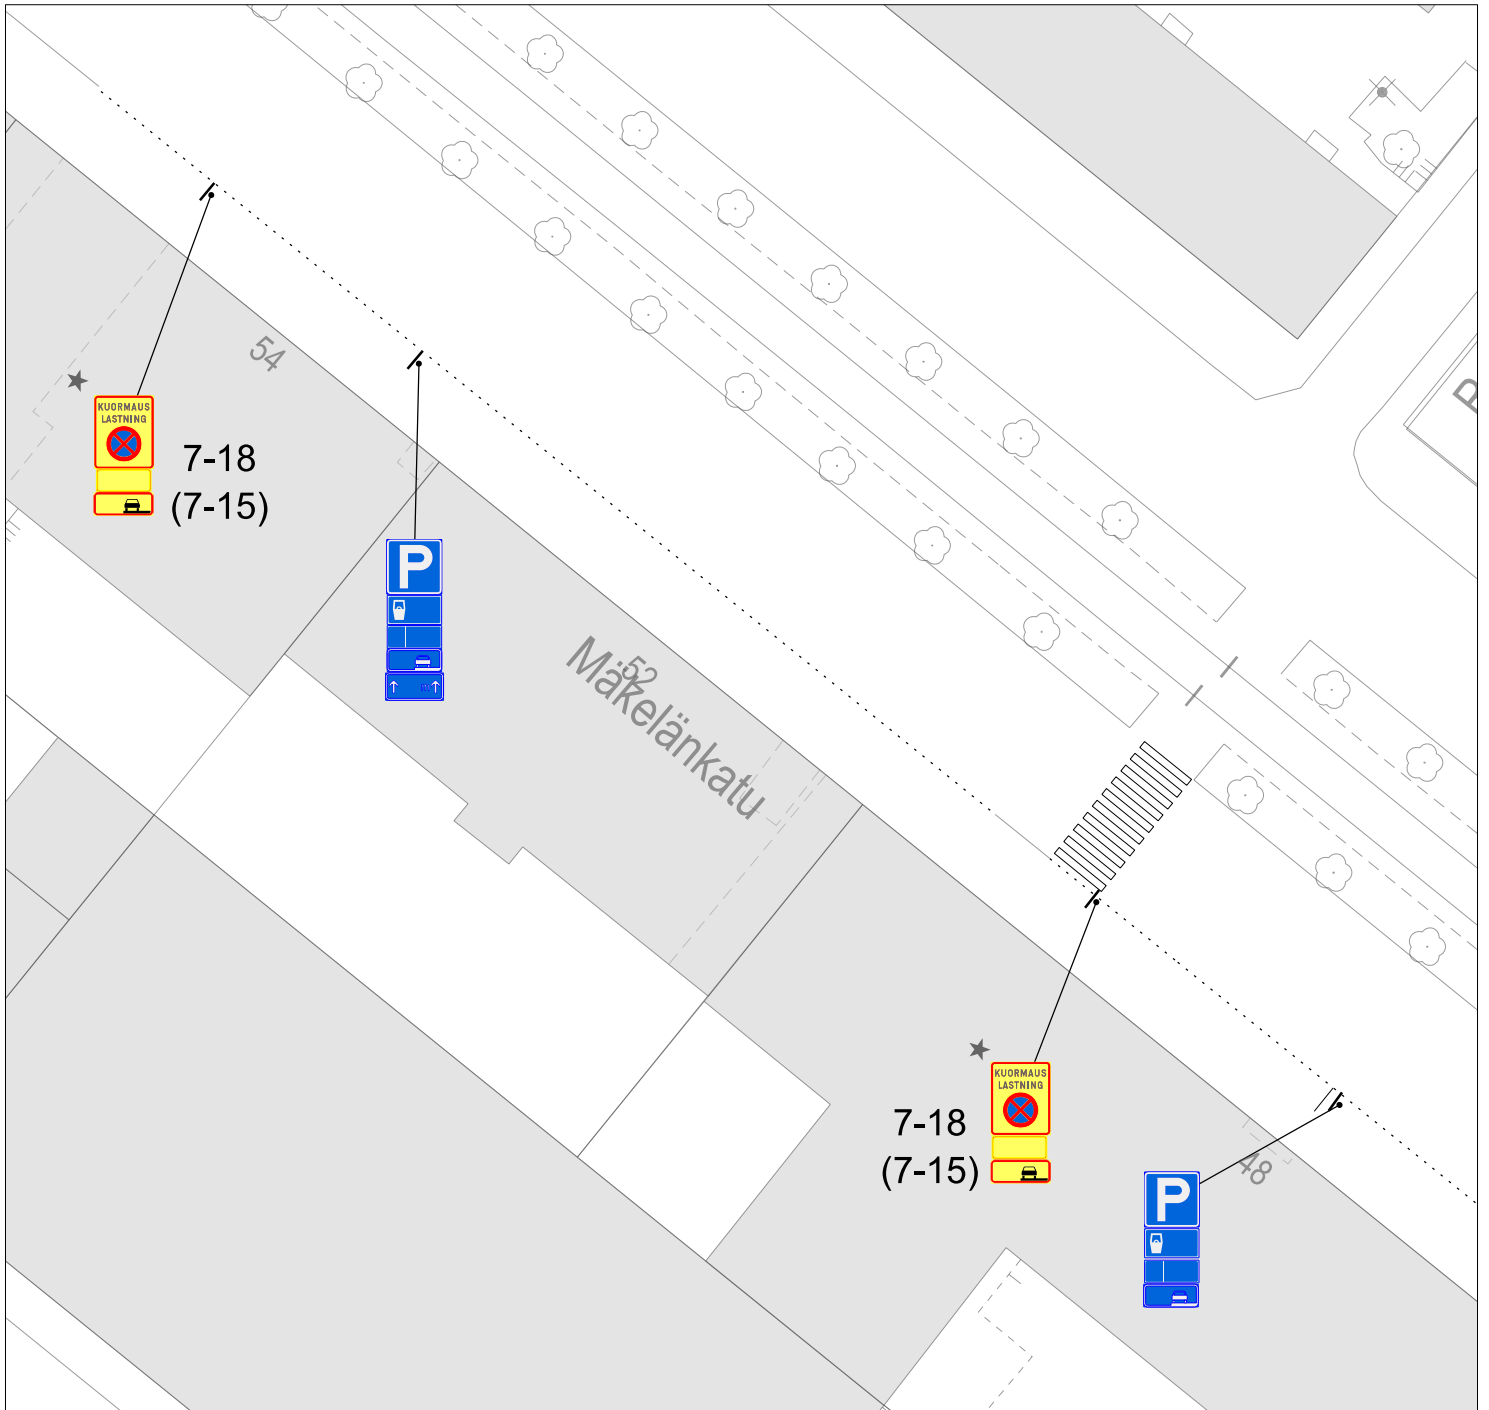 54
KUORMAUS
LASTNING
7-18
(7-15)
P
52
Mäkelänkatu
KUORMAUS
LASTNING
7-18
(7-15)
P
48